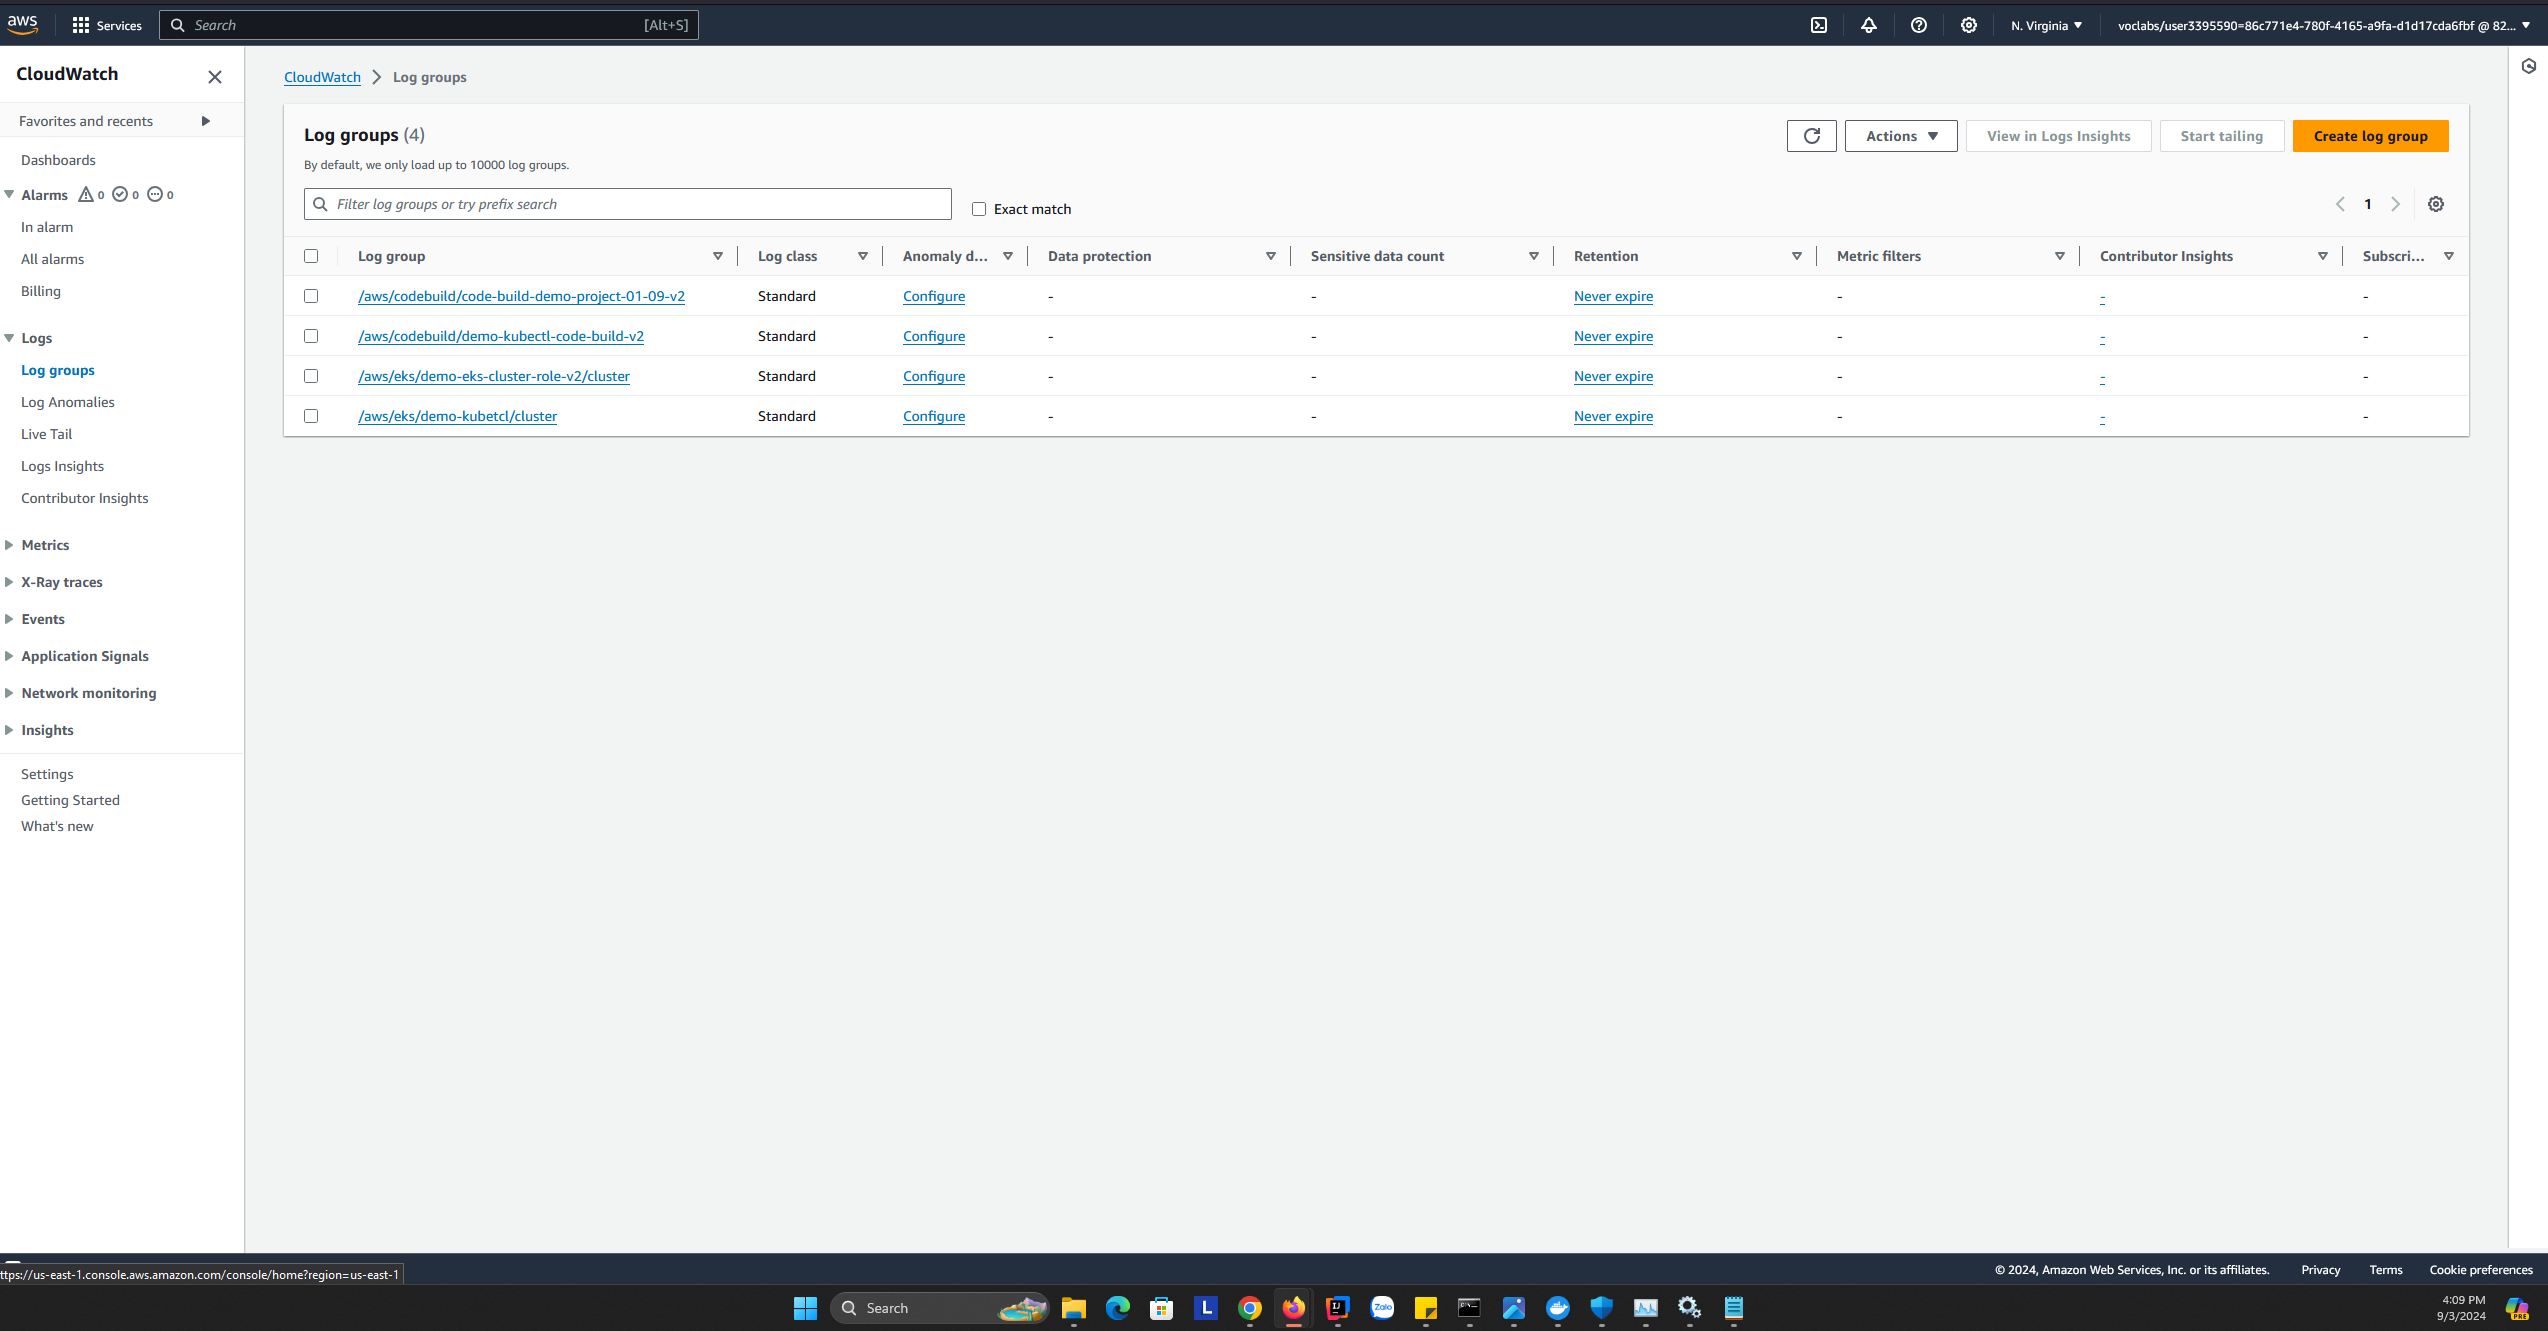 aws Services Search [Alt+S] N. Virginia voclabs/user3395590=86c771e4-780f-4165-a9fa-d1d17cda6fbf @ 82...
CloudWatch
Favorites and recents
Dashboards
Alarms 0 0 0
In alarm
All alarms
Billing
Logs
Log groups
Log Anomalies
Live Tail
Logs Insights
Contributor Insights
Metrics
X-Ray traces
Events
Application Signals
Network monitoring
Insights
Settings
Getting Started
What's new
CloudWatch Log groups
Log groups (4)
By default, we only load up to 10000 log groups.
Actions View in Logs Insights Start tailing Create log group
Filter log groups or try prefix search Exact match 1
Log group Log class Anomaly d... Data protection Sensitive data count Retention Metric filters Contributor Insights Subscri...
/aws/codebuild/code-build-demo-project-01-09-v2 Standard Configure - - Never expire - - -
/aws/codebuild/demo-kubectl-code-build-v2 Standard Configure - - Never expire - - -
/aws/eks/demo-eks-cluster-role-v2/cluster Standard Configure - - Never expire - - -
/aws/eks/demo-kubetcl/cluster Standard Configure - - Never expire - - -
ttps://us-east-1.console.aws.amazon.com/console/home?region=us-east-1
© 2024, Amazon Web Services, Inc. or its affiliates. Privacy Terms Cookie preferences
Search L IJ Zalo PRE
4:09 PM
9/3/2024